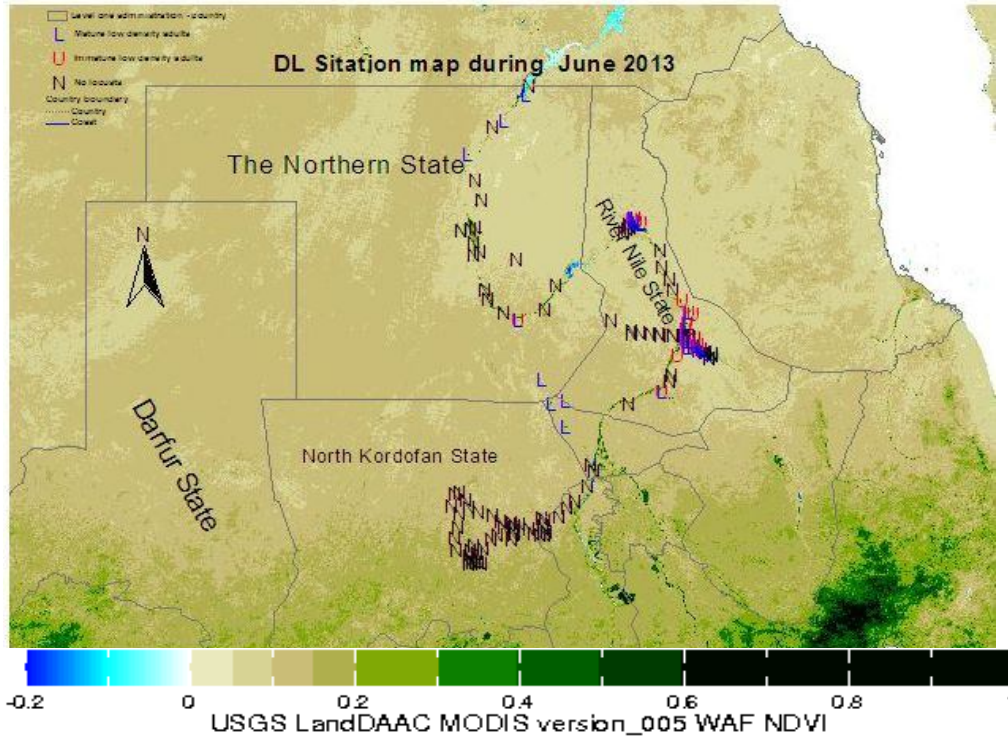 Level one administration - country
L Mature low density adults
U Immature low density adults
N No locusts
Country boundary
Country
Coast
DL Sitation map during June 2013
The Northern State
N
River Nile State
Darfur State
North Kordofan State
-0.2 0 0.2 0.4 0.6 0.8
USGS LandDAAC MODIS version_005 WAF NDVI